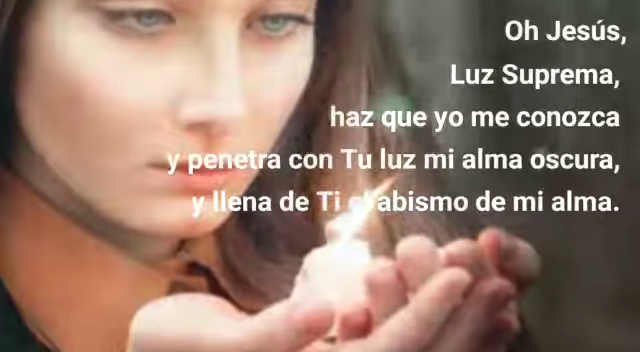 Oh Jesús,
Luz Suprema,
haz que yo me conozca
y penetra con Tu luz mi alma oscura,
y llena de Ti el abismo de mi alma.